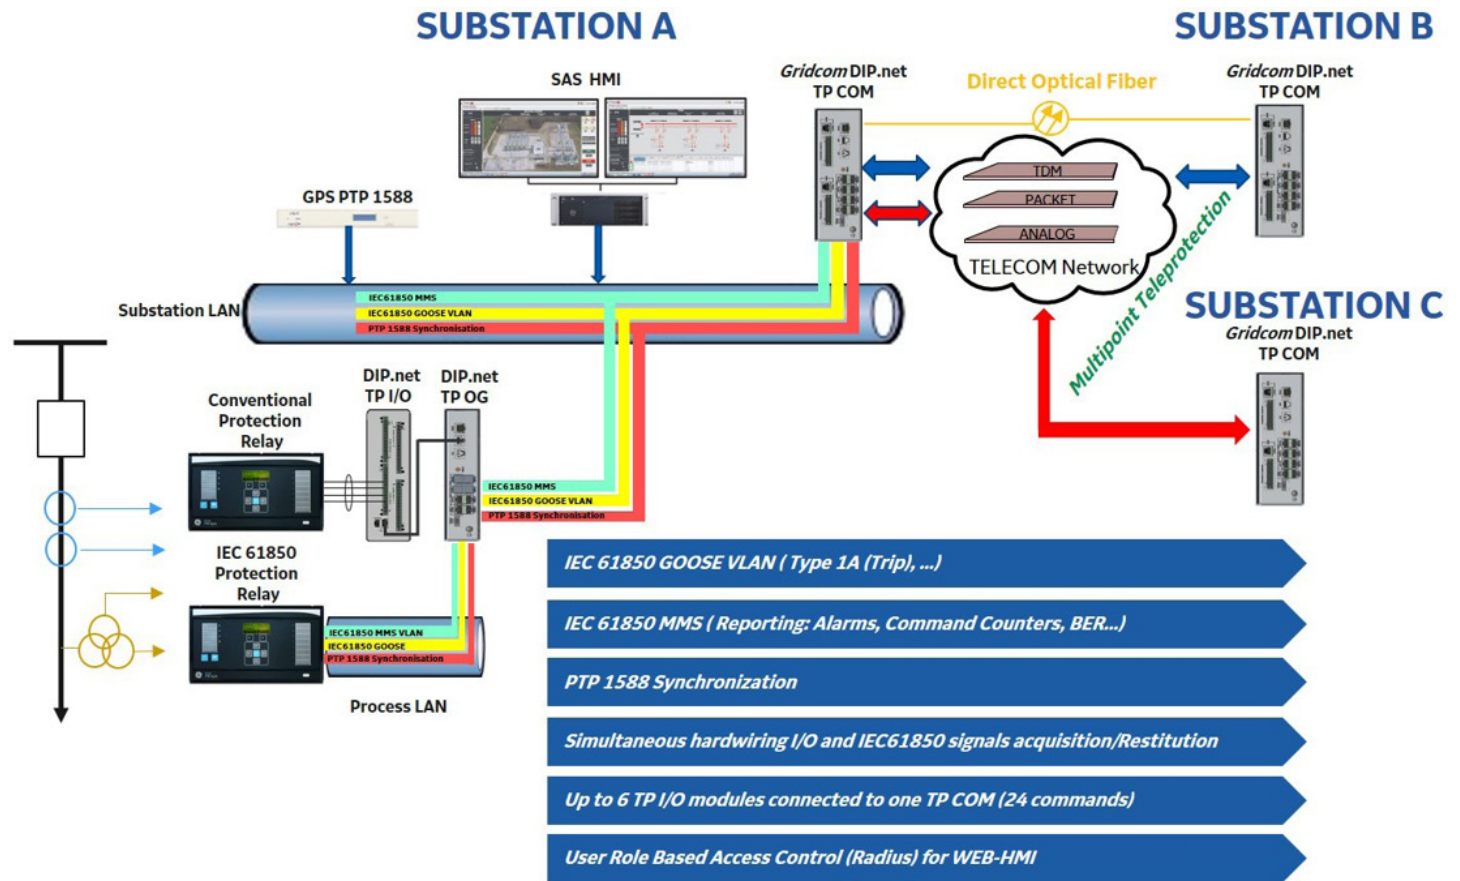 SUBSTATION A
SUBSTATION B
SAS HMI
Gridcom DIP.net
TP COM
Direct Optical Fiber
Gridcom DIP.net
TP COM
GPS PTP 1588
TDM
PACKET
ANALOG
TELECOM Network
Multipoint Teleprotection
Substation LAN
IEC61850 MMS
IEC61850 GOOSE VLAN
PTP 1588 Synchronisation
SUBSTATION C
Gridcom DIP.net
TP COM
DIP.net
TP I/O
DIP.net
TP OG
Conventional
Protection
Relay
IEC61850 MMS
IEC61850 GOOSE VLAN
PTP 1588 Synchronisation
IEC 61850
Protection
Relay
IEC61850 MMS VLAN
IEC61850 GOOSE
PTP 1588 Synchronisation
Process LAN
IEC 61850 GOOSE VLAN ( Type 1A (Trip), ...)
IEC 61850 MMS ( Reporting: Alarms, Command Counters, BER...)
PTP 1588 Synchronization
Simultaneous hardwiring I/O and IEC61850 signals acquisition/Restitution
Up to 6 TP I/O modules connected to one TP COM (24 commands)
User Role Based Access Control (Radius) for WEB-HMI